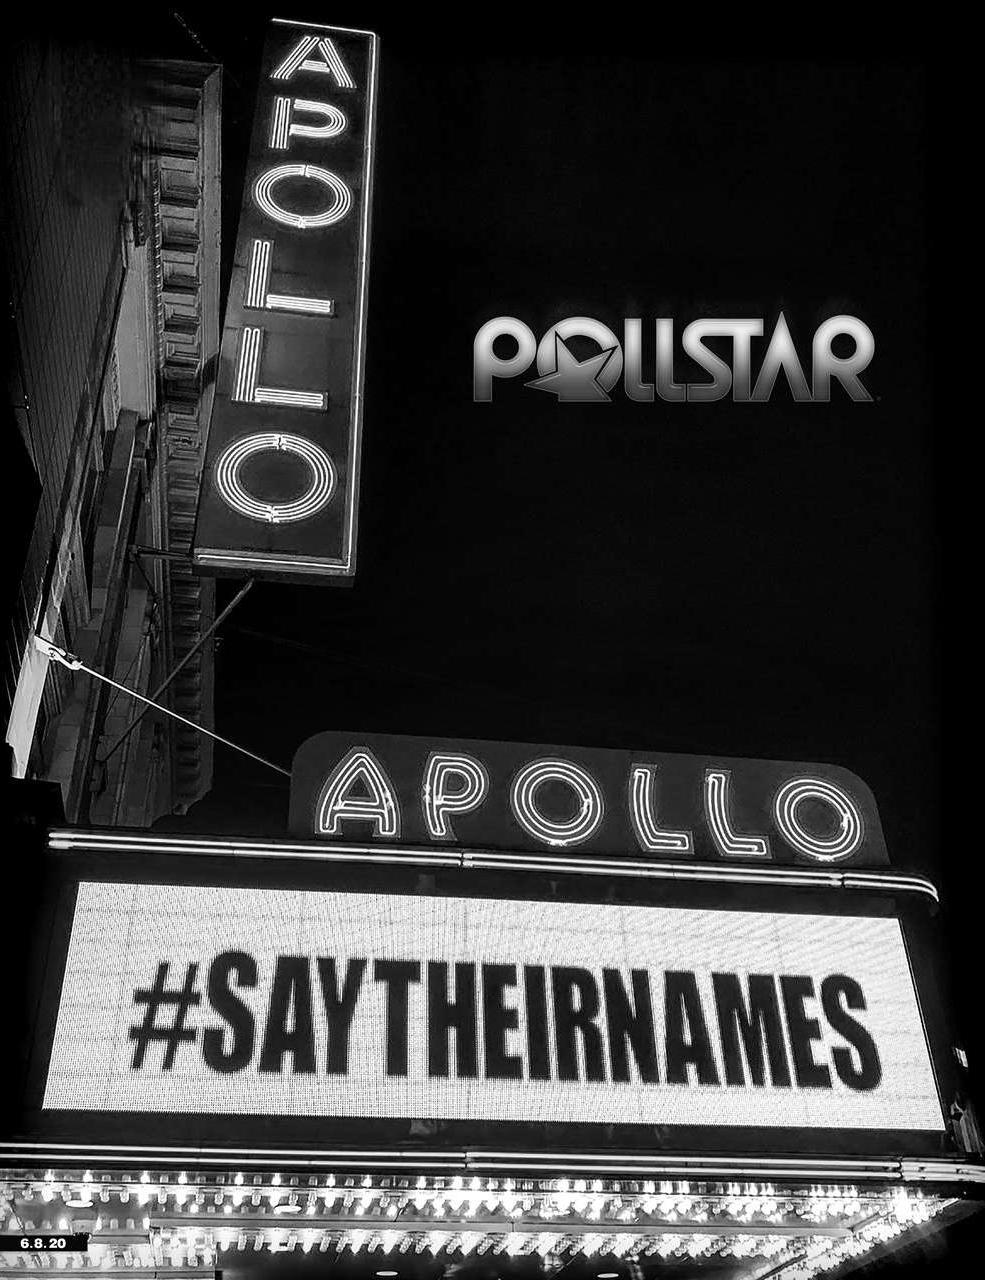 APOLLO
POLLSTAR
APOLLO
#SAYTHEIRNAMES
6.8.20